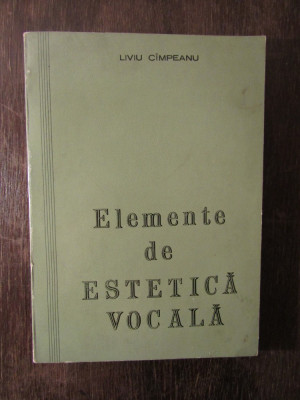 LIVIU CÎMPEANU
Elemente
de
ESTETICĂ
VOCALĂ